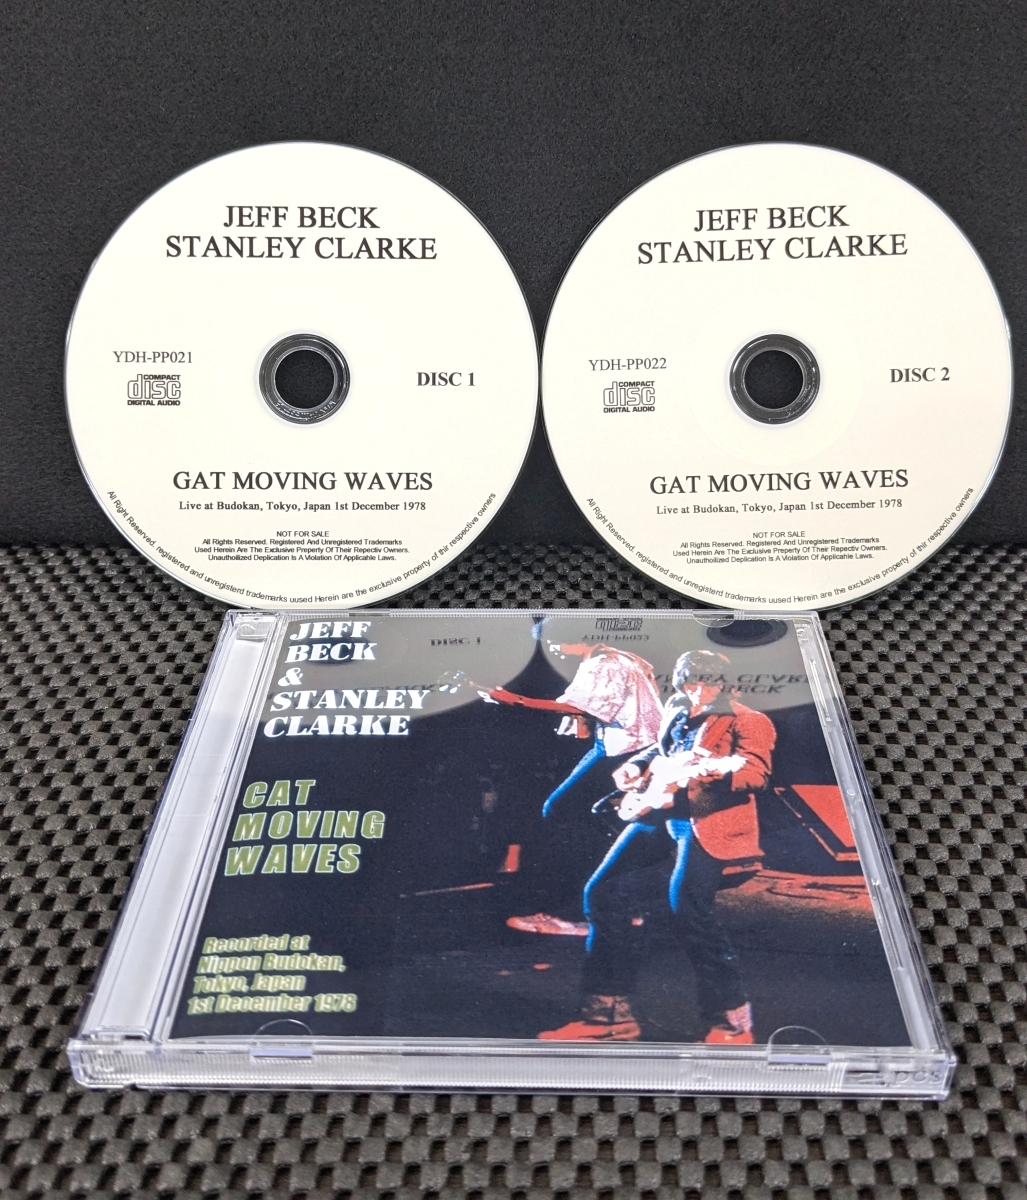 JEFF BECK
STANLEY CLARKE
YDH-PP021
COMPACT
disc
DIGITAL AUDIO
DISC 1
GAT MOVING WAVES
Live at Budokan, Tokyo, Japan 1st December 1978
NOT FOR SALE
All Rights Reserved. Registered And Unregistered Trademarks
Used Herein Are The Exclusive Preperty Of Their Repectiv Owners.
Unauthoilized Deplication Is A Violation Of Applicable Laws.
All Right Reserved. registered and unregisterd trademarks uused Herein are the exclusive property of thir respective owners
JEFF BECK
STANLEY CLARKE
YDH-PP022
COMPACT
disc
DIGITAL AUDIO
DISC 2
GAT MOVING WAVES
Live at Budokan, Tokyo, Japan 1st December 1978
NOT FOR SALE
All Rights Reserved. Registered And Unregistered Trademarks
Used Herein Are The Exclusive Preperty Of Their Repectiv Owners.
Unauthoilized Deplication Is A Violation Of Applicable Laws.
All Right Reserved. registered and unregisterd trademarks uused Herein are the exclusive property of thir respective owners
JEFF
BECK
&
STANLEY
CLARKE
CAT
MOVING
WAVES
Recorded at
Nippon Budokan,
Tokyo, Japan
1st December 1978